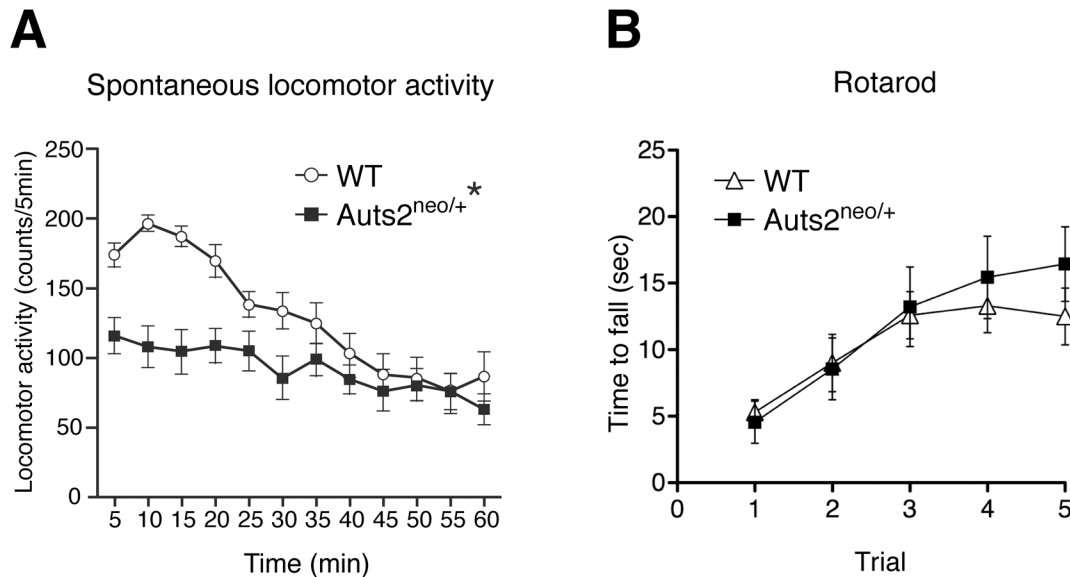 A
Spontaneous locomotor activity
Locomotor activity (counts/5min)
250
200
150
100
50
0
WT
Auts2neo/+ *
5 10 15 20 25 30 35 40 45 50 55 60
Time (min)
B
Rotarod
Time to fall (sec)
25
20
15
10
5
0
WT
Auts2neo/+
0 1 2 3 4 5
Trial